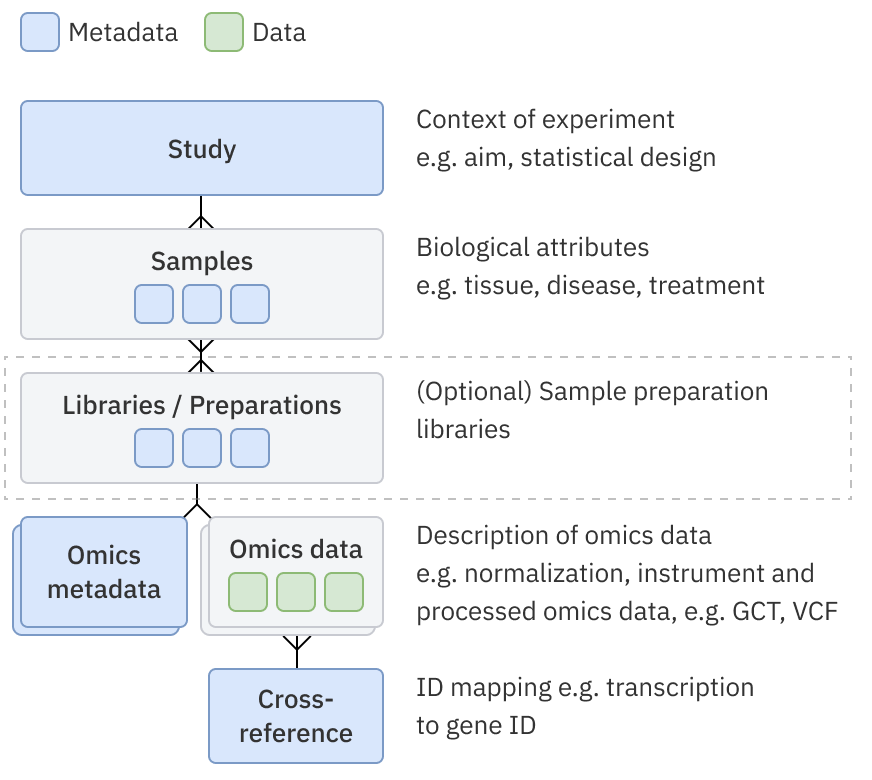 Metadata
Data
Study
Context of experiment
e.g. aim, statistical design
Samples
Biological attributes
e.g. tissue, disease, treatment
Libraries / Preparations
(Optional) Sample preparation
libraries
Omics
metadata
Omics data
Description of omics data
e.g. normalization, instrument and
processed omics data, e.g. GCT, VCF
Cross-
reference
ID mapping e.g. transcription
to gene ID